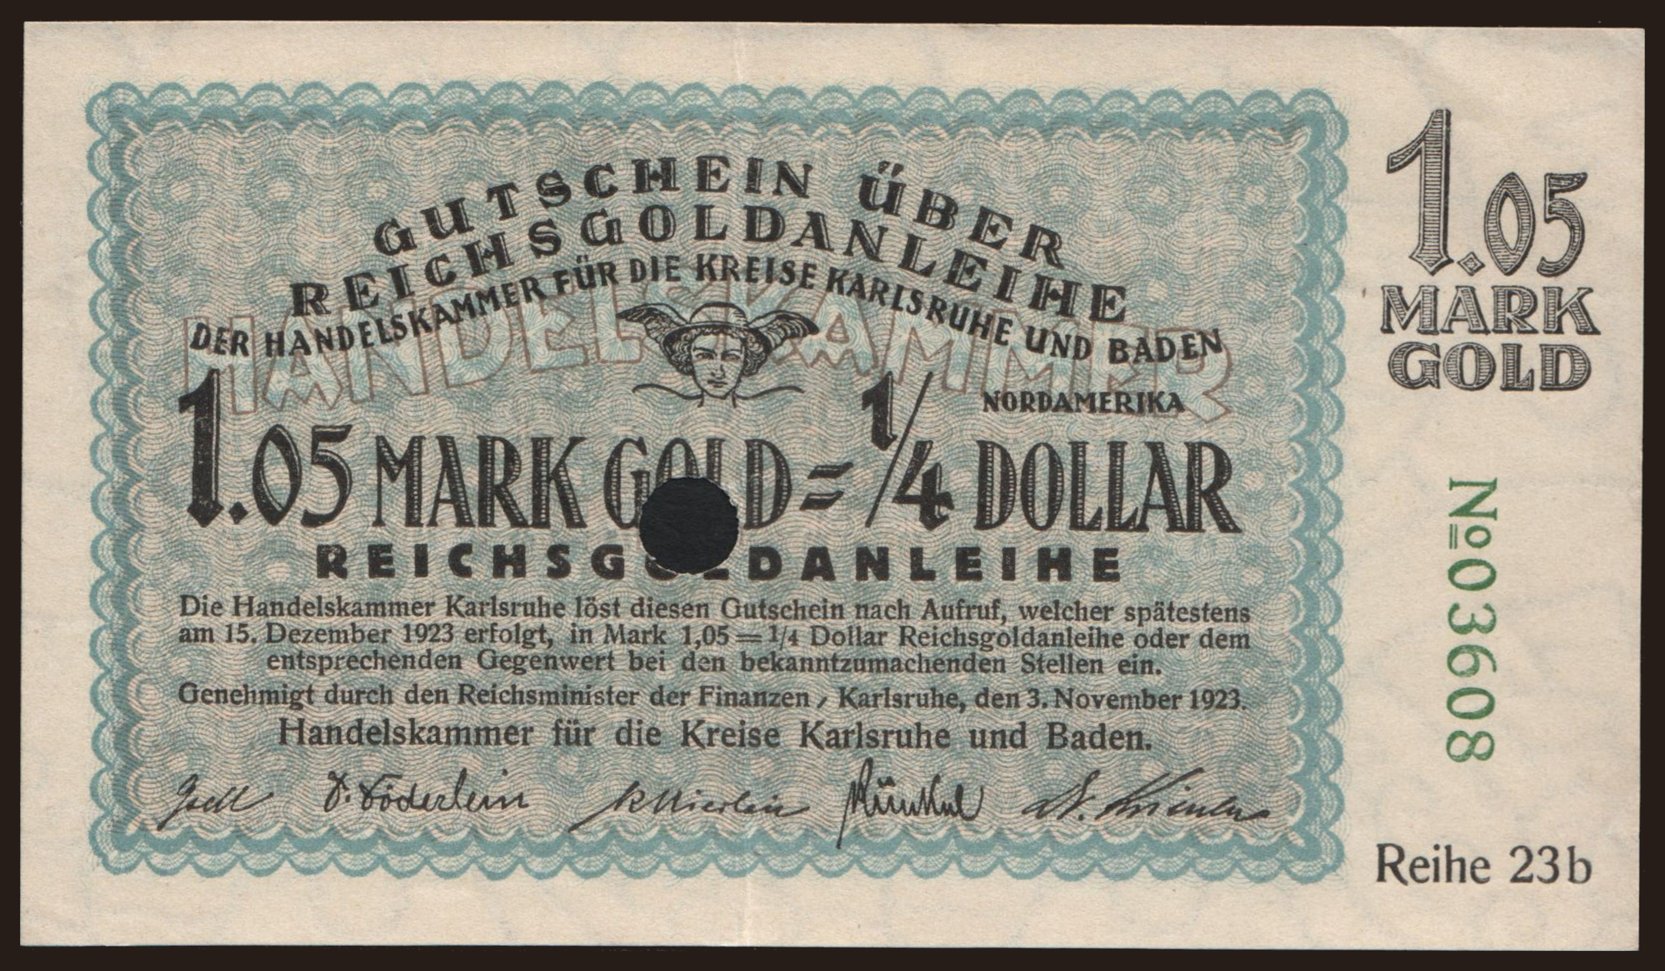 GUTSCHEIN ÜBER
REICHSGOLDANLEIHE
DER HANDELSKAMMER FÜR DIE KREISE KARLSRUHE UND BADEN
HANDELSKAMMER
NORDAMERIKA
1.05 MARK GOLD = 1/4 DOLLAR
REICHSGOLDANLEIHE
Die Handelskammer Karlsruhe löst diesen Gutschein nach Aufruf, welcher spätestens
am 15. Dezember 1923 erfolgt, in Mark 1,05 = 1/4 Dollar Reichsgoldanleihe oder dem
entsprechenden Gegenwert bei den bekanntzumachenden Stellen ein.
Genehmigt durch den Reichsminister der Finanzen / Karlsruhe, den 3. November 1923.
Handelskammer für die Kreise Karlsruhe und Baden.
1.05
MARK
GOLD
No 03608
Reihe 23b